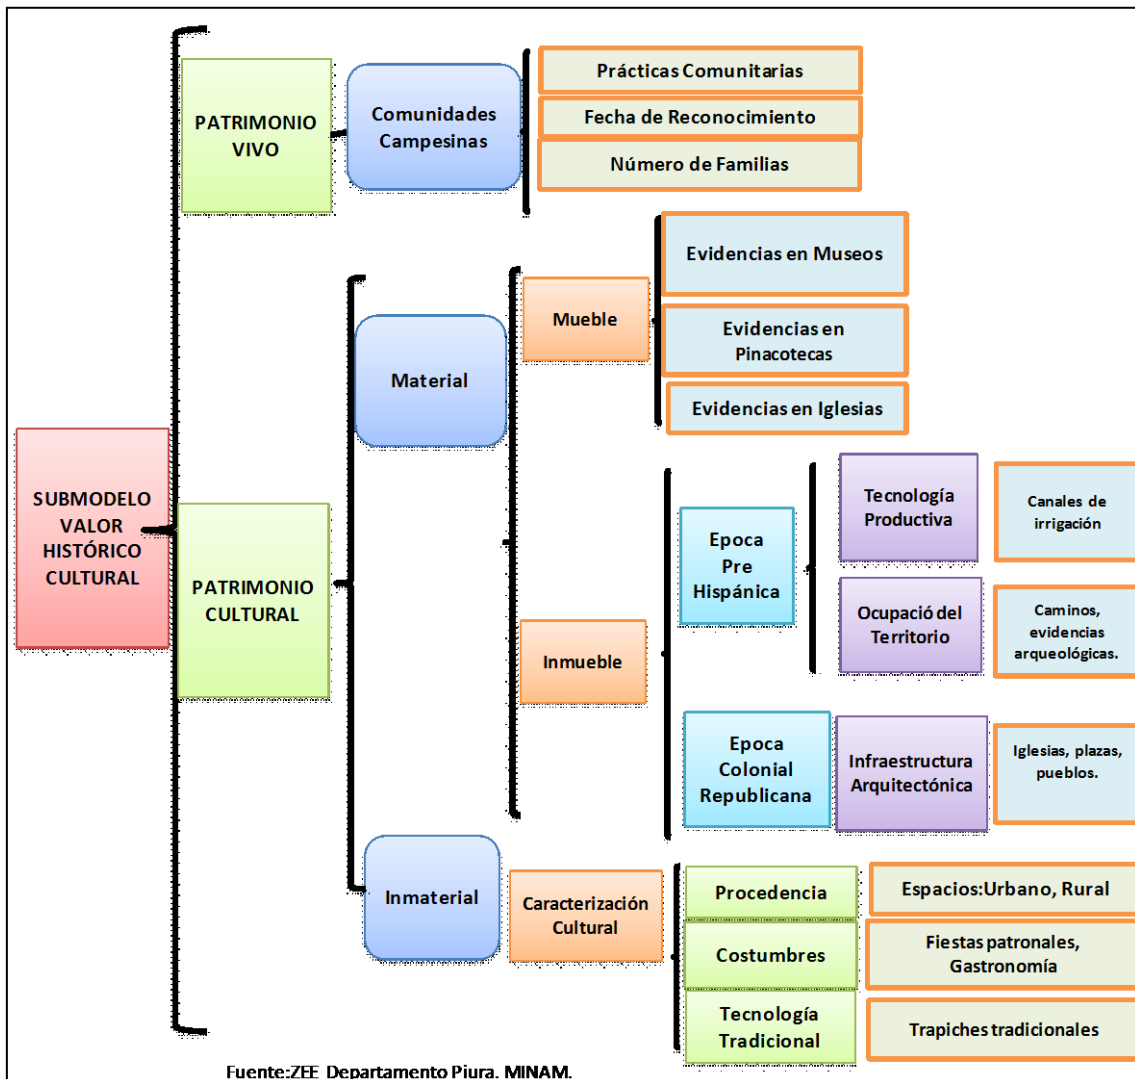 SUBMODELO
VALOR
HISTÓRICO
CULTURAL
PATRIMONIO
VIVO
Comunidades
Campesinas
Prácticas Comunitarias
Fecha de Reconocimiento
Número de Familias
PATRIMONIO
CULTURAL
Material
Mueble
Evidencias en Museos
Evidencias en
Pinacotecas
Evidencias en Iglesias
Inmueble
Epoca
Pre
Hispánica
Tecnología
Productiva
Canales de
irrigación
Ocupació del
Territorio
Caminos,
evidencias
arqueológicas.
Epoca
Colonial
Republicana
Infraestructura
Arquitectónica
Iglesias, plazas,
pueblos.
Inmaterial
Caracterización
Cultural
Procedencia
Espacios:Urbano, Rural
Costumbres
Fiestas patronales,
Gastronomía
Tecnología
Tradicional
Trapiches tradicionales
Fuente:ZEE Departamento Piura. MINAM.